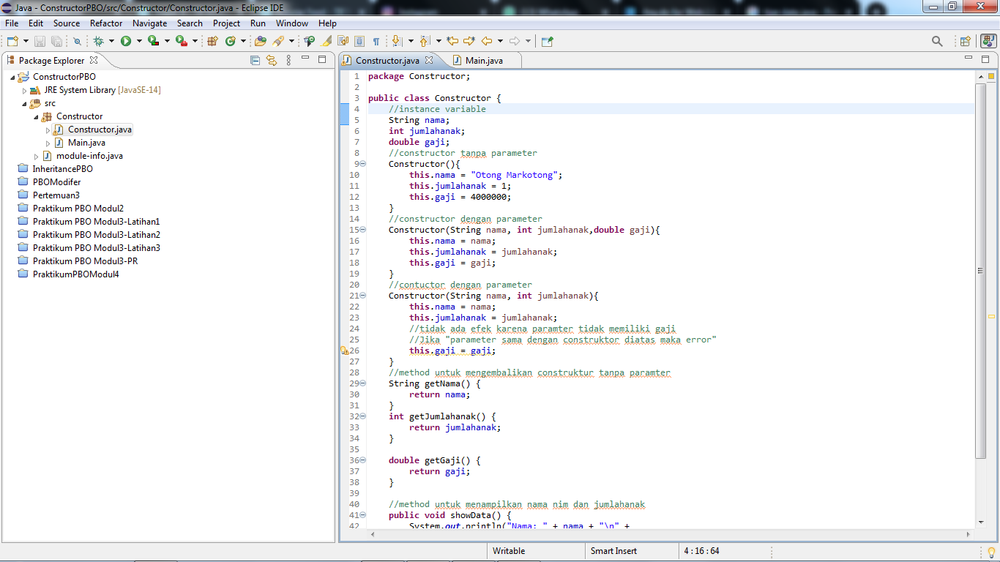 Java - ConstructorPBO/src/Constructor/Constructor.java - Eclipse IDE
File Edit Source Refactor Navigate Search Project Run Window Help
Package Explorer
ConstructorPBO
JRE System Library [JavaSE-14]
src
Constructor
Constructor.java
Main.java
module-info.java
InheritancePBO
PBOModifer
Pertemuan3
Praktikum PBO Modul2
Praktikum PBO Modul3-Latihan1
Praktikum PBO Modul3-Latihan2
Praktikum PBO Modul3-Latihan3
Praktikum PBO Modul3-PR
PraktikumPBOModul4
Constructor.java Main.java
1 package Constructor;
2
3 public class Constructor {
4 //instance variable
5 String nama;
6 int jumlahanak;
7 double gaji;
8 //constructor tanpa parameter
9 Constructor(){
10 this.nama = "Otong Markotong";
11 this.jumlahanak = 1;
12 this.gaji = 4000000;
13 }
14 //constructor dengan parameter
15 Constructor(String nama, int jumlahanak,double gaji){
16 this.nama = nama;
17 this.jumlahanak = jumlahanak;
18 this.gaji = gaji;
19 }
20 //contuctor dengan parameter
21 Constructor(String nama, int jumlahanak){
22 this.nama = nama;
23 this.jumlahanak = jumlahanak;
24 //tidak ada efek karena paramter tidak memiliki gaji
25 //Jika "parameter sama dengan construktor diatas maka error"
26 this.gaji = gaji;
27 }
28 //method untuk mengembalikan construktur tanpa paramter
29 String getNama() {
30 return nama;
31 }
32 int getJumlahanak() {
33 return jumlahanak;
34 }
35
36 double getGaji() {
37 return gaji;
38 }
39
40 //method untuk menampilkan nama nim dan jumlahanak
41 public void showData() {
42 System.out.println("Nama: " + nama + "\n" +
Writable Smart Insert 4 : 16 : 64